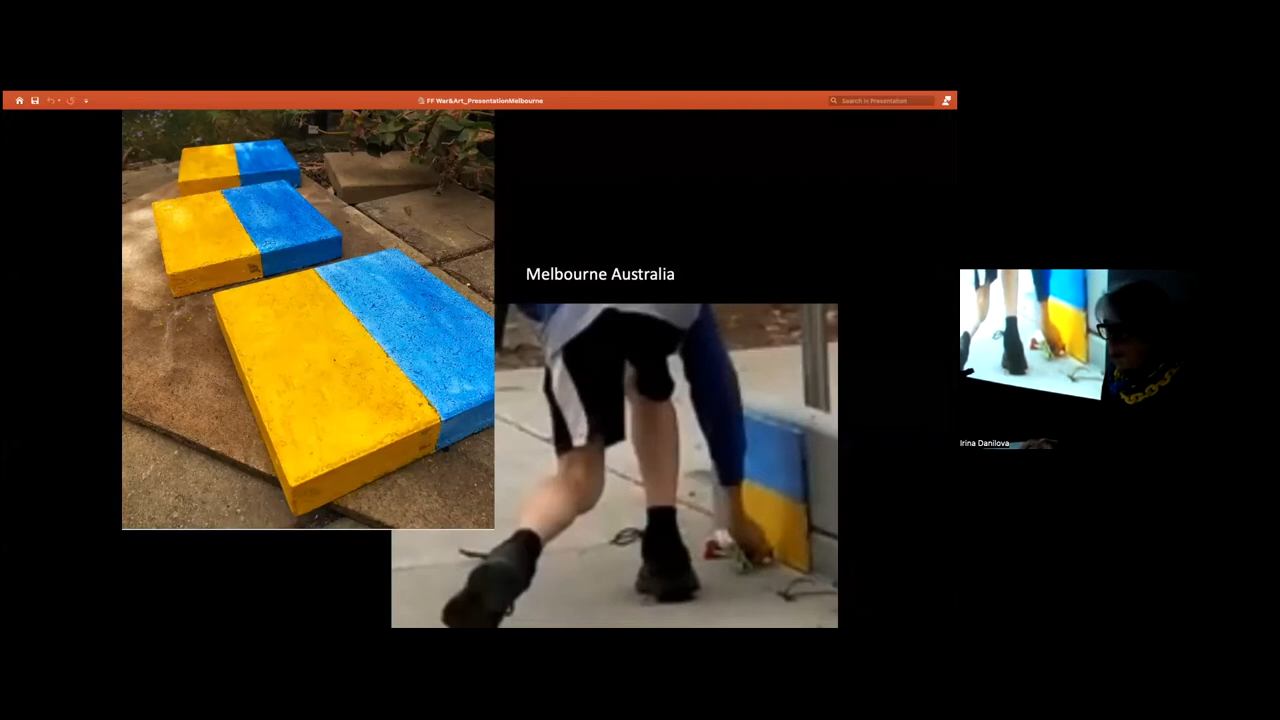 FF War&Art_PresentationMelbourne
Search in Presentation
Melbourne Australia
Irina Danilova